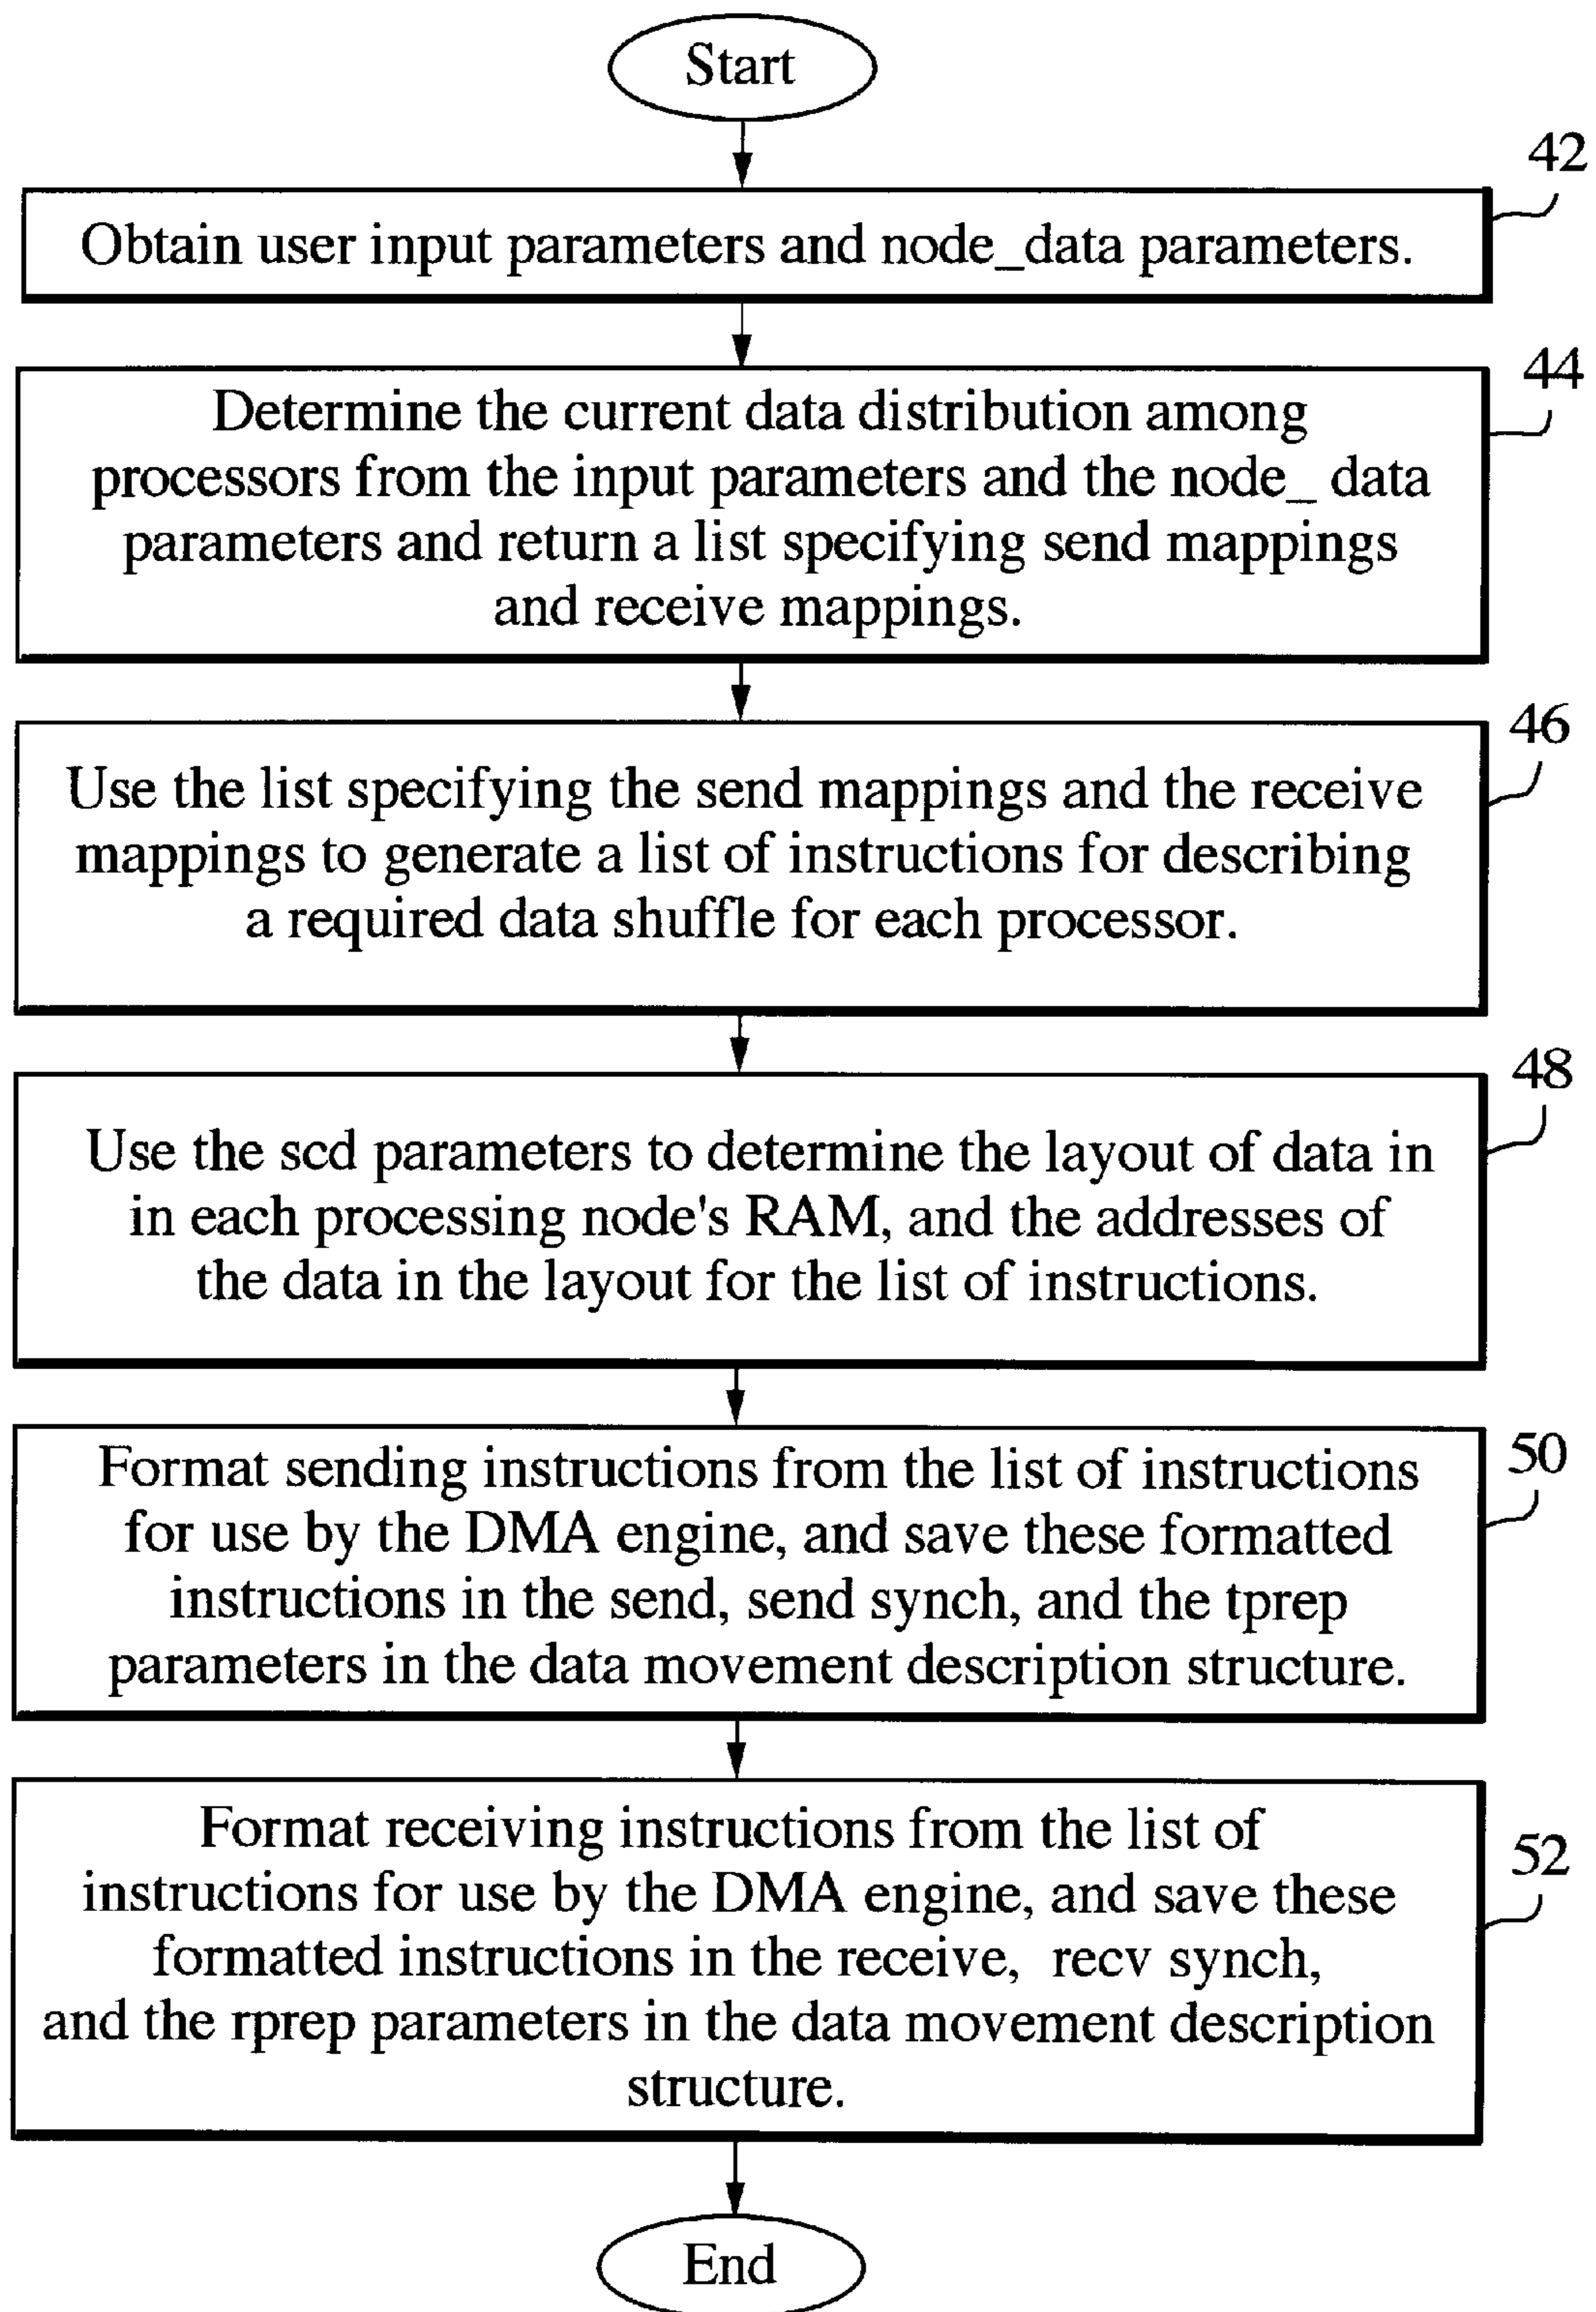 Start
42
Obtain user input parameters and node_data parameters.
44
Determine the current data distribution among
processors from the input parameters and the node_ data
parameters and return a list specifying send mappings
and receive mappings.
46
Use the list specifying the send mappings and the receive
mappings to generate a list of instructions for describing
a required data shuffle for each processor.
48
Use the scd parameters to determine the layout of data in
in each processing node's RAM, and the addresses of
the data in the layout for the list of instructions.
50
Format sending instructions from the list of instructions
for use by the DMA engine, and save these formatted
instructions in the send, send synch, and the tprep
parameters in the data movement description structure.
52
Format receiving instructions from the list of
instructions for use by the DMA engine, and save these
formatted instructions in the receive, recv synch,
and the rprep parameters in the data movement description
structure.
End